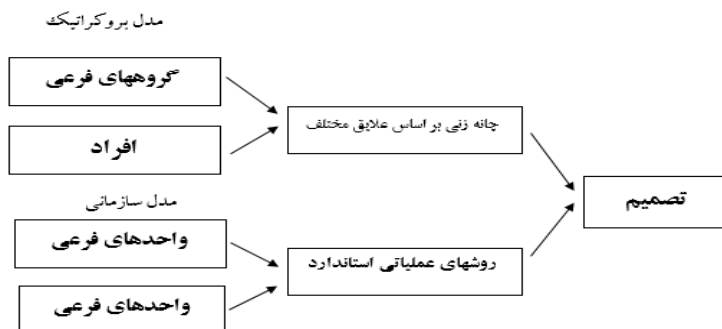 مدل بروکراتیک
گروههای فرعی
چانه زنی بر اساس علایق مختلف
افراد
تصمیم
مدل سازمانی
واحدهای فرعی
روشهای عملیاتی استاندارد
واحدهای فرعی